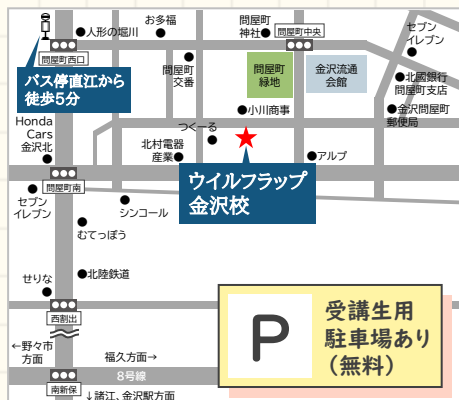 人形の堀川
お多福
問屋町
神社
問屋町中央
セブン
イレブン
問屋町西口
バス停直江から
徒歩5分
問屋町
交番
問屋町
緑地
金沢流通
会館
北國銀行
問屋町支店
小川商事
金沢問屋町
郵便局
Honda
Cars
金沢北
つくーる
北村電器
産業
アルプ
ウイルフラップ
金沢校
問屋町南
セブン
イレブン
シンコール
むてっぽう
せりな
北陸鉄道
西割出
P
受講生用
駐車場あり
（無料）
←野々市
方面
福久方面→
8号線
南新保
↓諸江、金沢駅方面